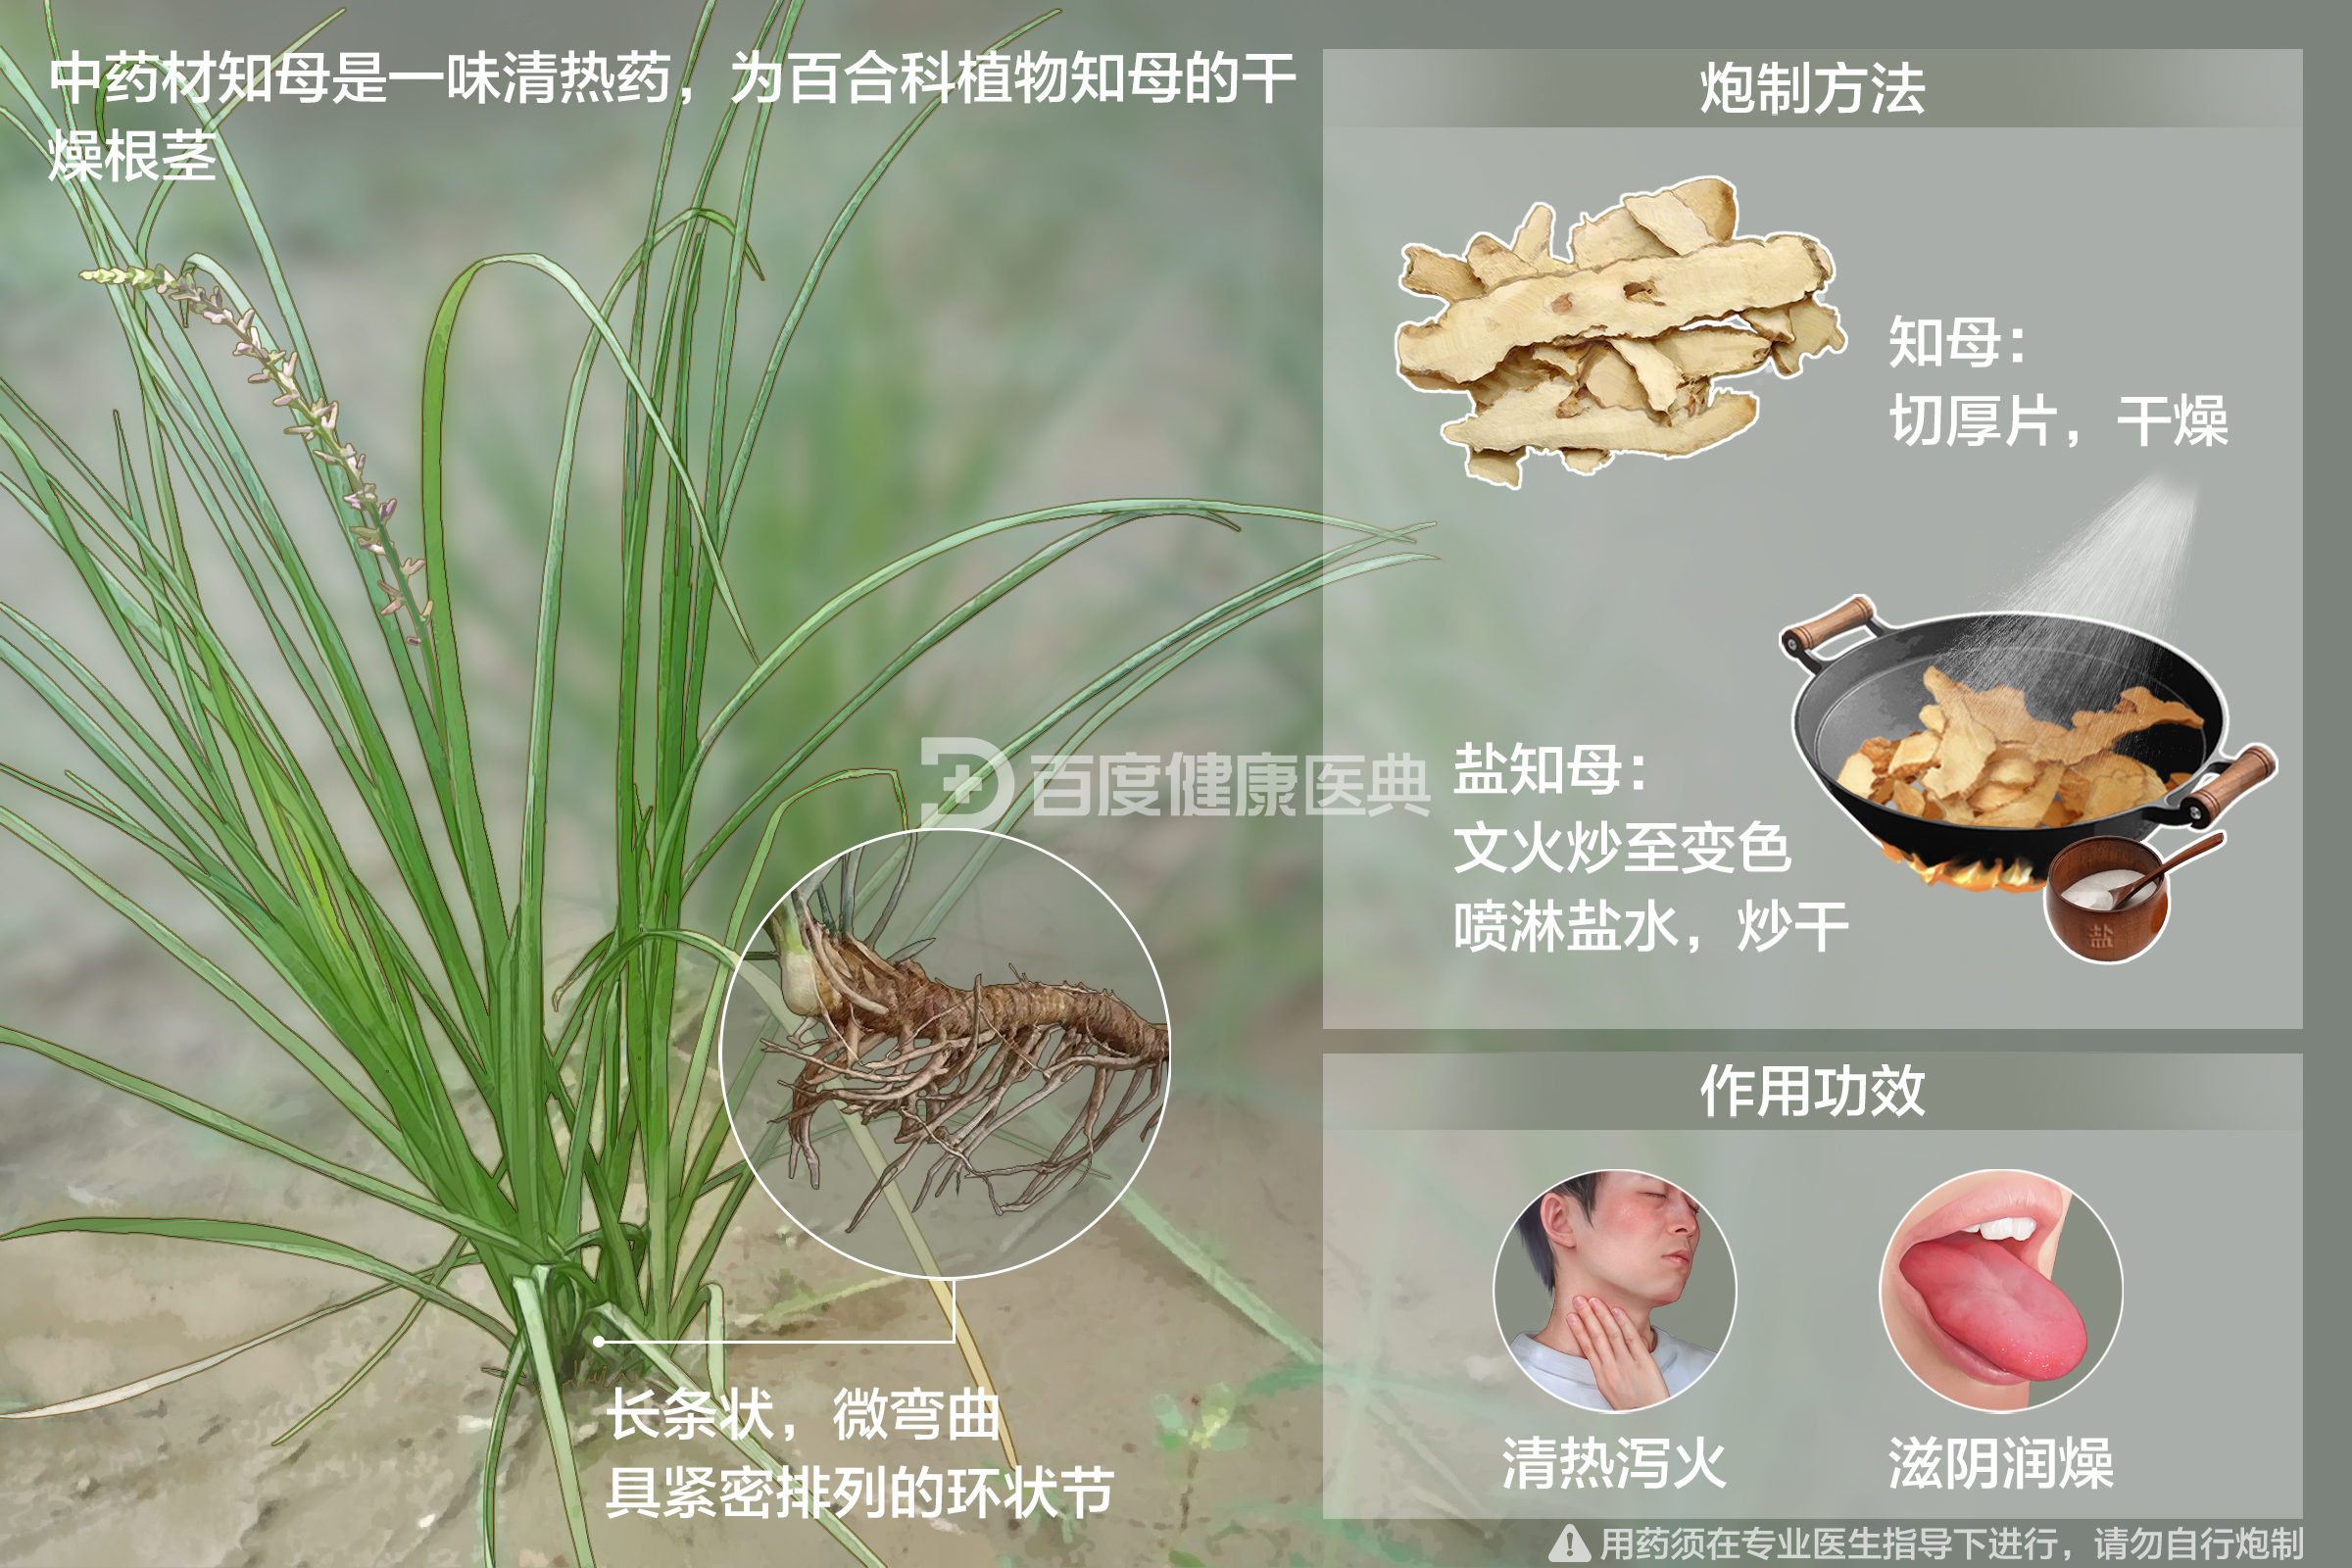 中药材知母是一味清热药，为百合科植物知母的干
燥根茎
炮制方法
知母：
切厚片，干燥
百度健康医典
盐知母：
文火炒至变色
喷淋盐水，炒干
盐
长条状，微弯曲
具紧密排列的环状节
作用功效
清热泻火
滋阴润燥
用药须在专业医生指导下进行，请勿自行炮制